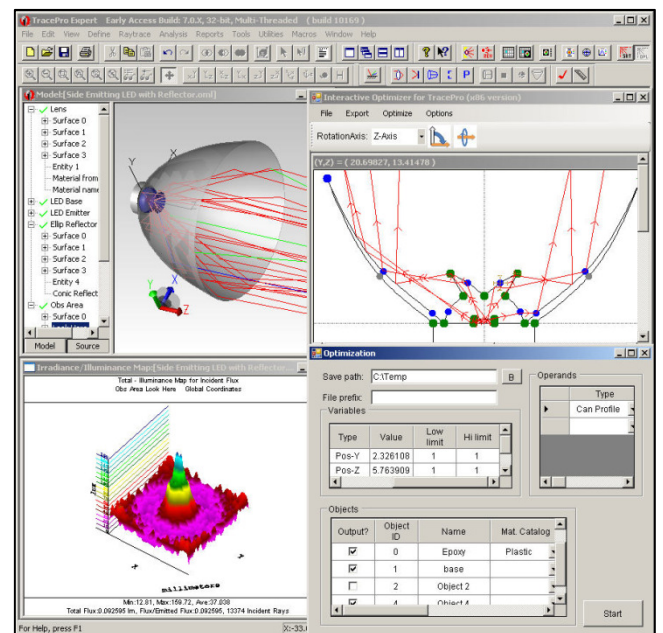 TracePro Expert Early Access Build: 7.0.X, 32-bit, Multi-Threaded ( build 10169 )
File Edit View Define Raytrace Analysis Reports Tools Utilities Macros Window Help
Model:[Side Emitting LED with Reflector.oml]
Lens
Surface 0
Surface 1
Surface 2
Surface 3
Entity 1
Material from
Material name
LED Base
LED Emitter
Ellip Reflector
Surface 0
Surface 1
Surface 2
Surface 3
Entity 4
Conic Reflect
Obs Area
Surface 0
Model Source
Y
X
Y
X
Z
Interactive Optimizer for TracePro (x86 version)
File Export Optimize Options
RotationAxis: Z-Axis
(Y,Z) = ( 20.69827, 13.41478 )
Irradiance/Illuminance Map:[Side Emitting LED with Reflector...
Total - Illuminance Map for Incident Flux
Obs Area Look Here Global Coordinates
lux
X
Y
millimeters
Min:12.81, Max:159.72, Ave:37.038
Total Flux:0.092595 lm, Flux/Emitted Flux:0.092595, 13374 Incident Rays
Optimization
Save path: C:\Temp B
File prefix:
Variables
Type Value Low limit Hi limit
Pos-Y 2.326108 1 1
Pos-Z 5.763909 1 1
Operands
Type
Can Profile
Objects
Output? Object ID Name Mat. Catalog
0 Epoxy Plastic
1 base
2 Object 2
4 Object 4
Start
For Help, press F1 X:-33.